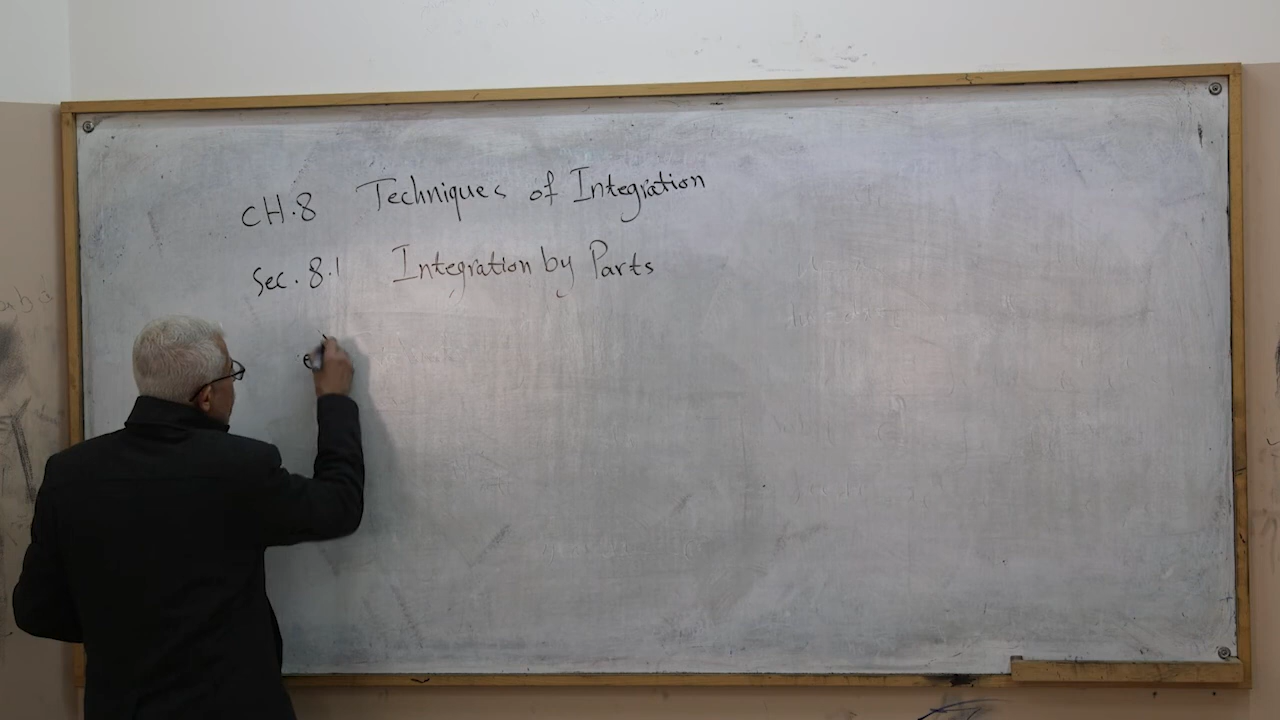 CH.8 Techniques of Integration
Sec. 8.1 Integration by Parts